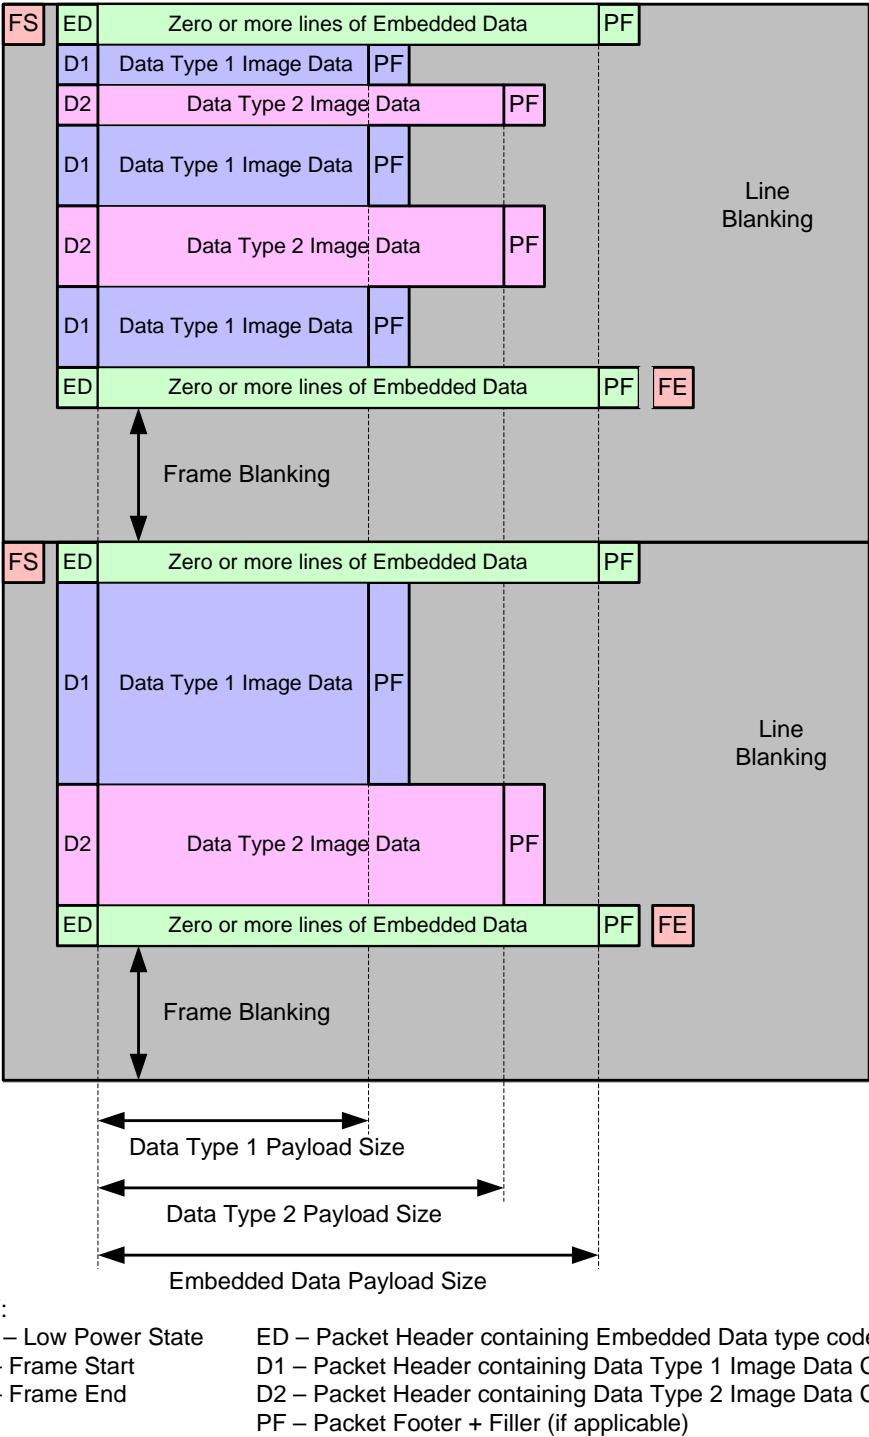 FS ED Zero or more lines of Embedded Data PF
D1 Data Type 1 Image Data PF
D2 Data Type 2 Image Data PF
D1 Data Type 1 Image Data PF
Line
Blanking
D2 Data Type 2 Image Data PF
D1 Data Type 1 Image Data PF
ED Zero or more lines of Embedded Data PF FE
Frame Blanking
FS ED Zero or more lines of Embedded Data PF
D1 Data Type 1 Image Data PF
Line
Blanking
D2 Data Type 2 Image Data PF
ED Zero or more lines of Embedded Data PF FE
Frame Blanking
Data Type 1 Payload Size
Data Type 2 Payload Size
Embedded Data Payload Size
:
– Low Power State ED – Packet Header containing Embedded Data type code
– Frame Start D1 – Packet Header containing Data Type 1 Image Data
– Frame End D2 – Packet Header containing Data Type 2 Image Data
PF – Packet Footer + Filler (if applicable)